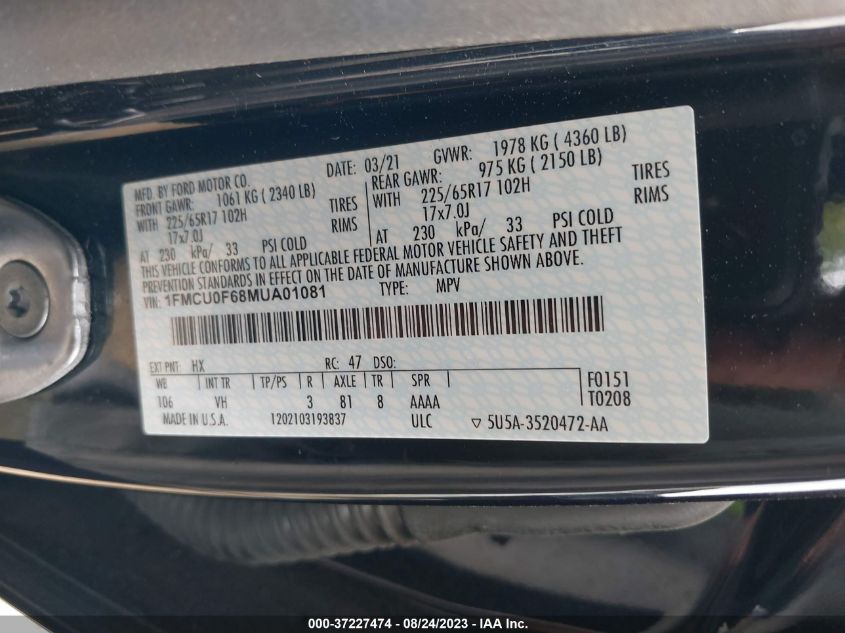 MFD. BY FORD MOTOR CO. DATE: 03/21 GVWR: 1978 KG ( 4360 LB)
FRONT GAWR: 1061 KG ( 2340 LB) REAR GAWR: 975 KG ( 2150 LB)
WITH 225/65R17 102H TIRES WITH 225/65R17 102H TIRES
17x7.0J RIMS 17x7.0J RIMS
AT 230 kPa/ 33 PSI COLD AT 230 kPa/ 33 PSI COLD
THIS VEHICLE CONFORMS TO ALL APPLICABLE FEDERAL MOTOR VEHICLE SAFETY AND THEFT
PREVENTION STANDARDS IN EFFECT ON THE DATE OF MANUFACTURE SHOWN ABOVE.
VIN: 1FMCU0F68MUA01081 TYPE: MPV
EXT PNT: HX RC: 47 DSO:
WB INT TR TP/PS R AXLE TR SPR F0151
106 VH 3 81 8 AAAA T0208
MADE IN U.S.A. 1202103193837 ULC ▽ 5U5A-3520472-AA
000-37227474 - 08/24/2023 - IAA Inc.